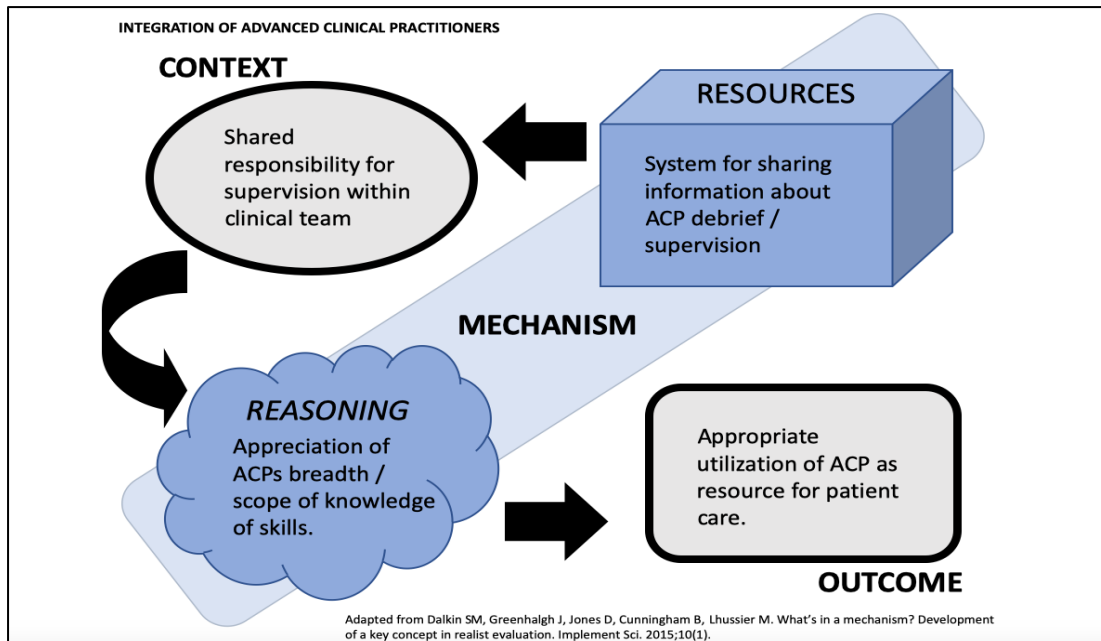 INTEGRATION OF ADVANCED CLINICAL PRACTITIONERS
CONTEXT
Shared
responsibility for
supervision within
clinical team
RESOURCES
System for sharing
information about
ACP debrief /
supervision
MECHANISM
REASONING
Appreciation of
ACPs breadth /
scope of knowledge
of skills.
Appropriate
utilization of ACP as
resource for patient
care.
OUTCOME
Adapted from Dalkin SM, Greenhalgh J, Jones D, Cunningham B, Lhussier M. What's in a mechanism? Development
of a key concept in realist evaluation. Implement Sci. 2015;10(1).